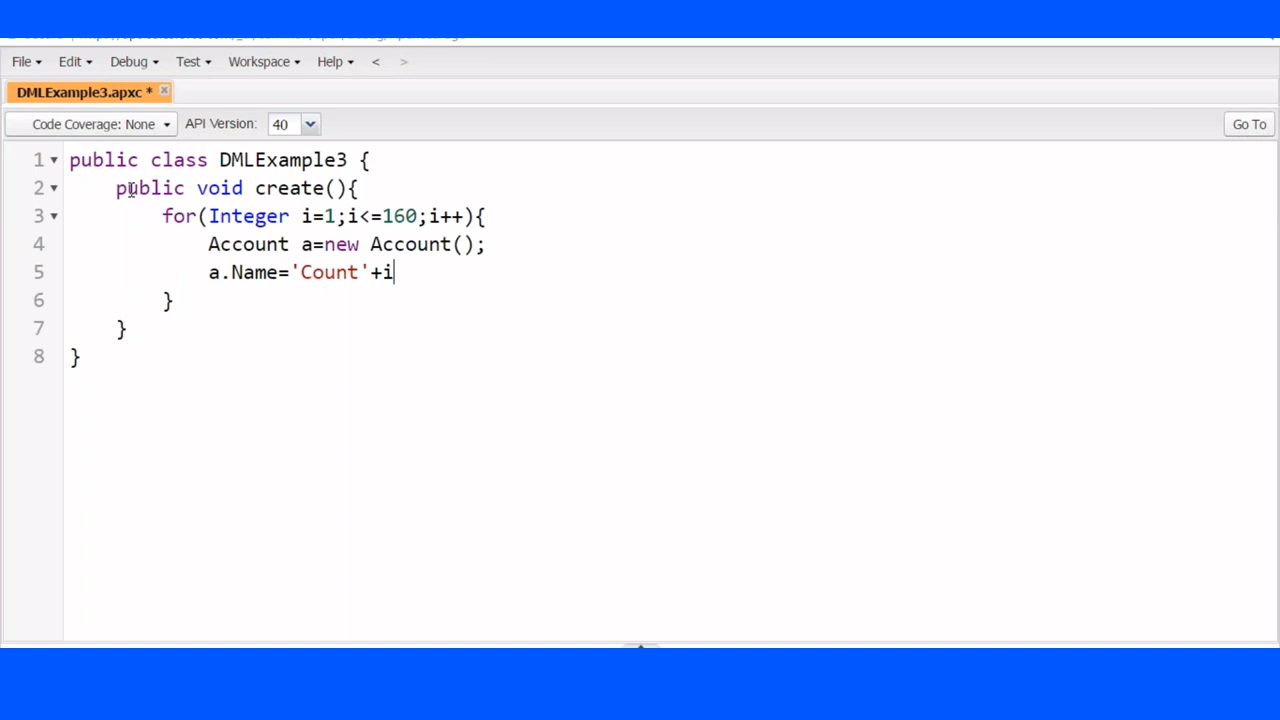 File Edit Debug Test Workspace Help < >
DMLExample3.apxc *
Code Coverage: None API Version: 40 Go To
1 public class DMLExample3 {
2 public void create(){
3 for(Integer i=1;i<=160;i++){
4 Account a=new Account();
5 a.Name='Count'+i
6 }
7 }
8 }